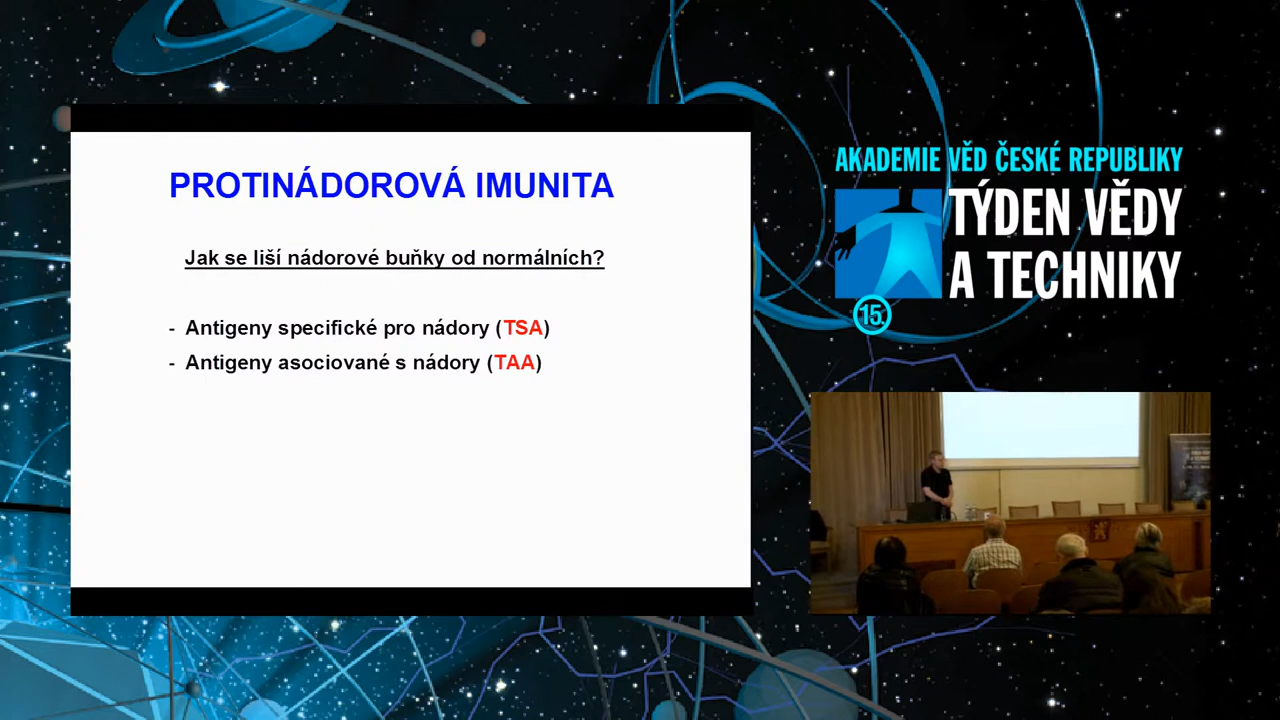 PROTINÁDOROVÁ IMUNITA
Jak se liší nádorové buňky od normálních?
- Antigeny specifické pro nádory (TSA)
- Antigeny asociované s nádory (TAA)
AKADEMIE VĚD ČESKÉ REPUBLIKY
TÝDEN VĚDY
A TECHNIKY
15.